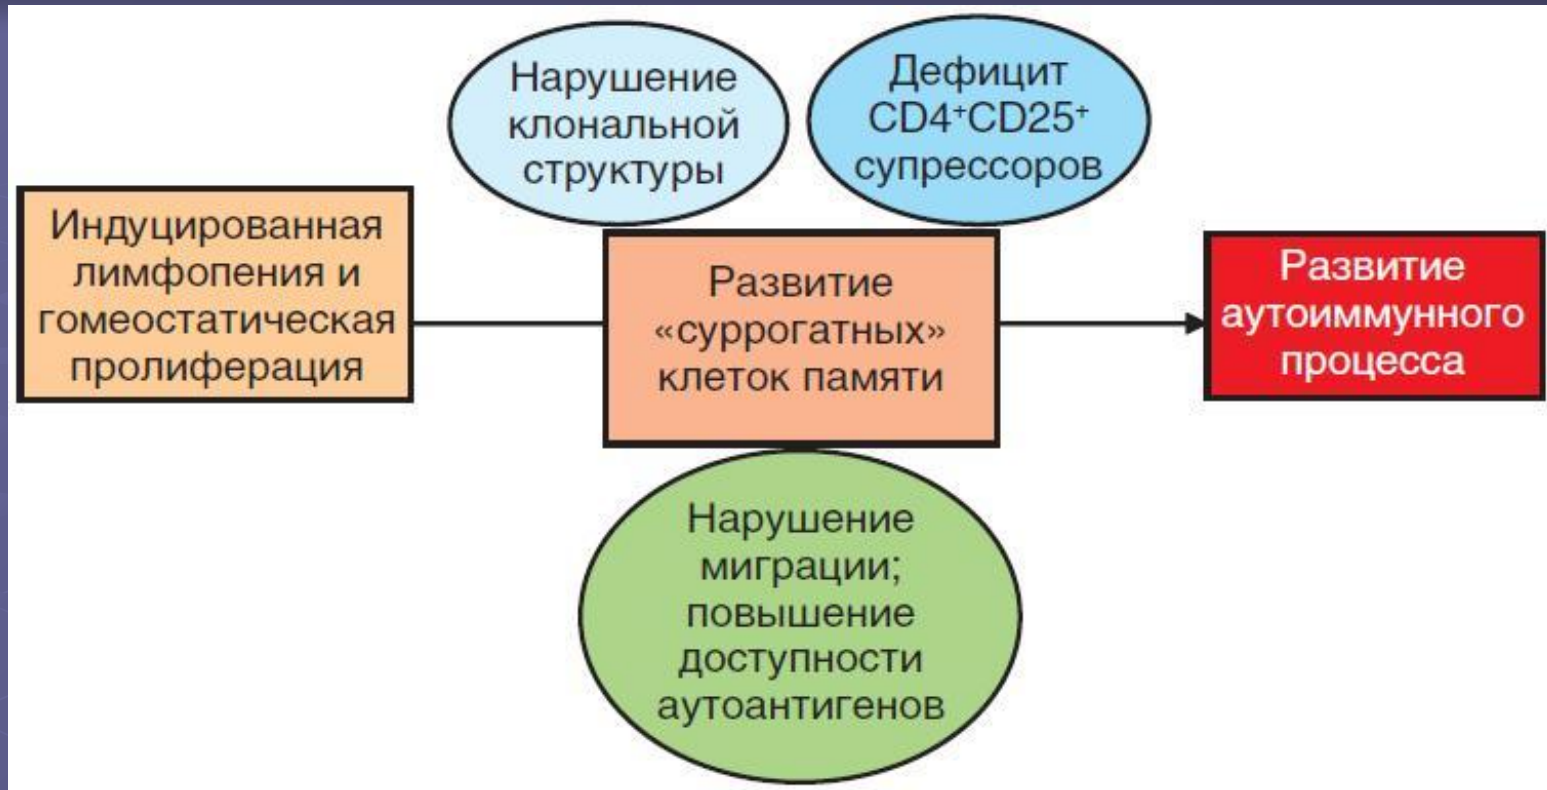 Нарушение
клональной
структуры
Дефицит
CD4⁺CD25⁺
супрессоров
Индуцированная
лимфопения и
гомеостатическая
пролиферация
Развитие
«суррогатных»
клеток памяти
Развитие
аутоиммунного
процесса
Нарушение
миграции;
повышение
доступности
аутоантигенов